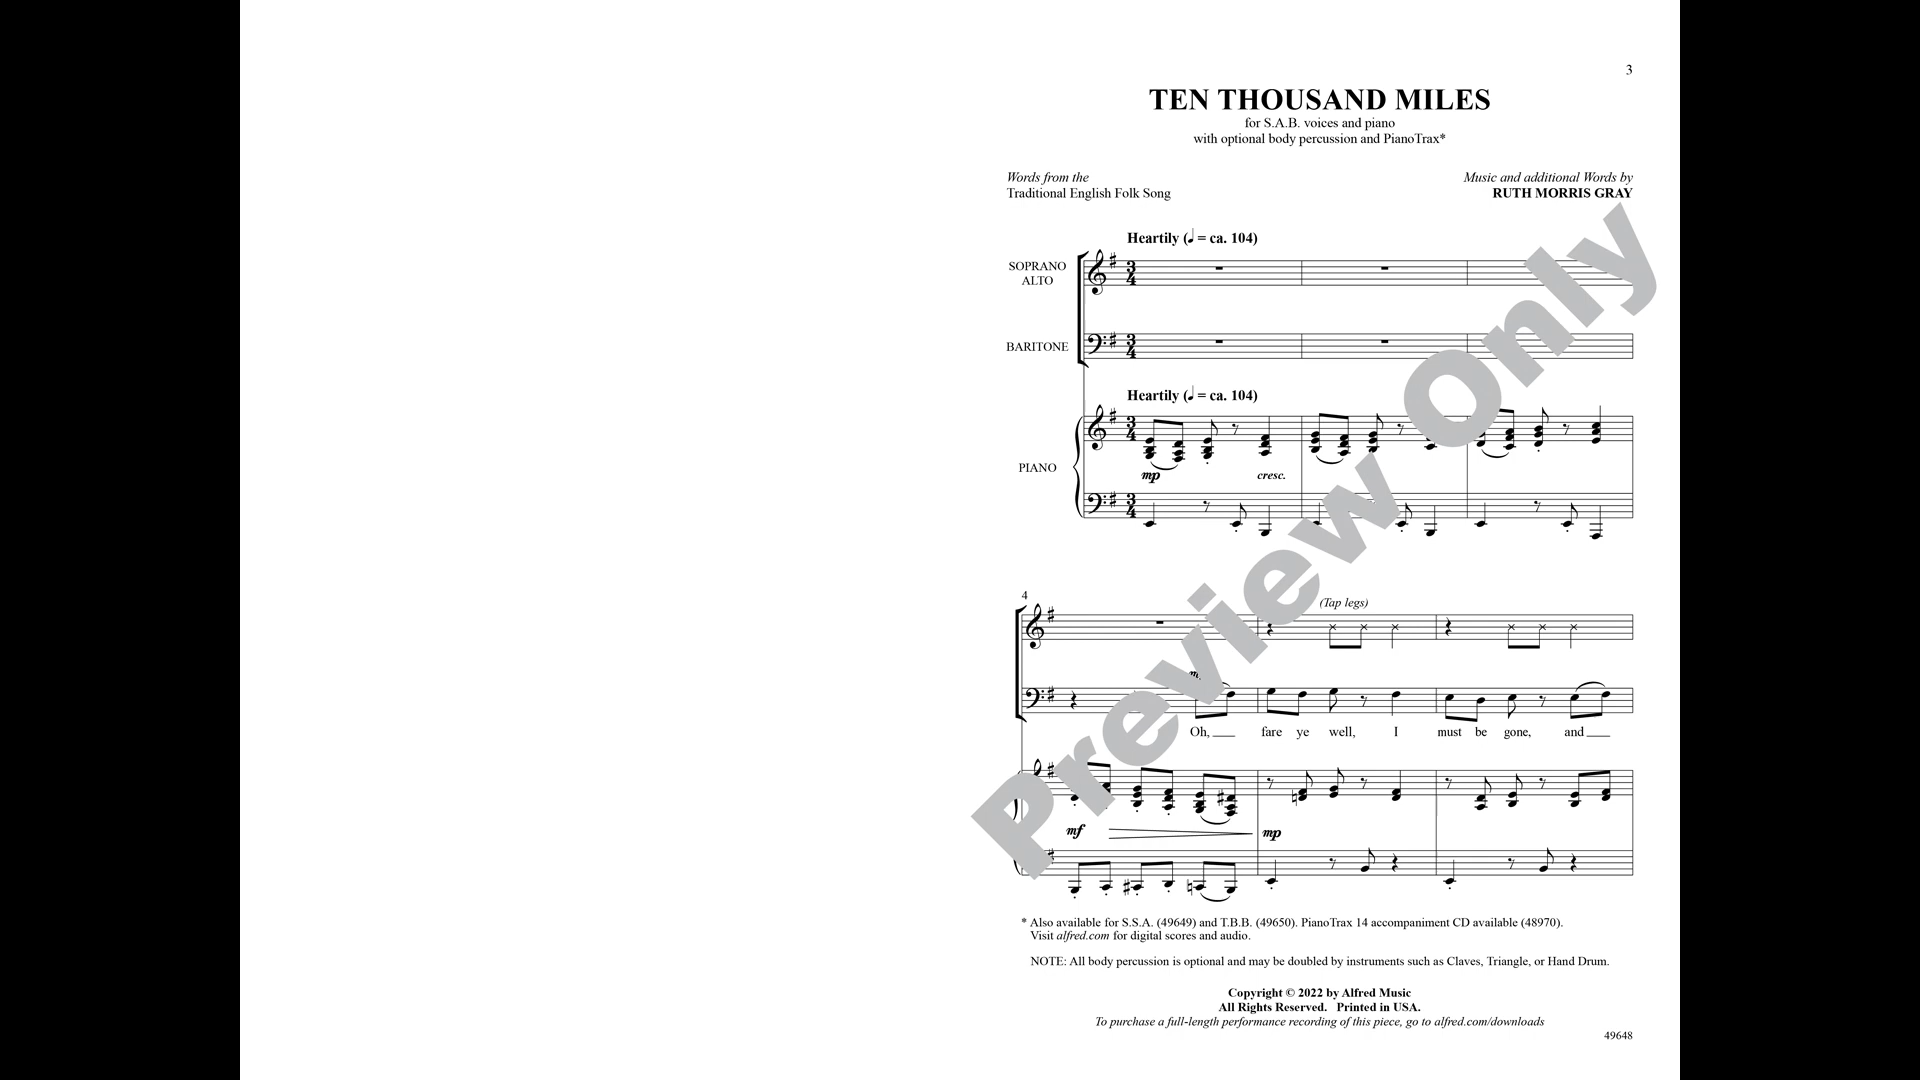 3
TEN THOUSAND MILES
for S.A.B. voices and piano
with optional body percussion and PianoTrax*
Words from the
Traditional English Folk Song
Music and additional Words by
RUTH MORRIS GRAY
Heartily (♩ = ca. 104)
SOPRANO
ALTO
BARITONE
Heartily (♩ = ca. 104)
PIANO
mp
cresc.
4
(Tap legs)
Oh, fare ye well, I must be gone, and
mf
mp
* Also available for S.S.A. (49649) and T.B.B. (49650). PianoTrax 14 accompaniment CD available (48970).
Visit alfred.com for digital scores and audio.
NOTE: All body percussion is optional and may be doubled by instruments such as Claves, Triangle, or Hand Drum.
Copyright © 2022 by Alfred Music
All Rights Reserved. Printed in USA.
To purchase a full-length performance recording of this piece, go to alfred.com/downloads
49648
Preview Only